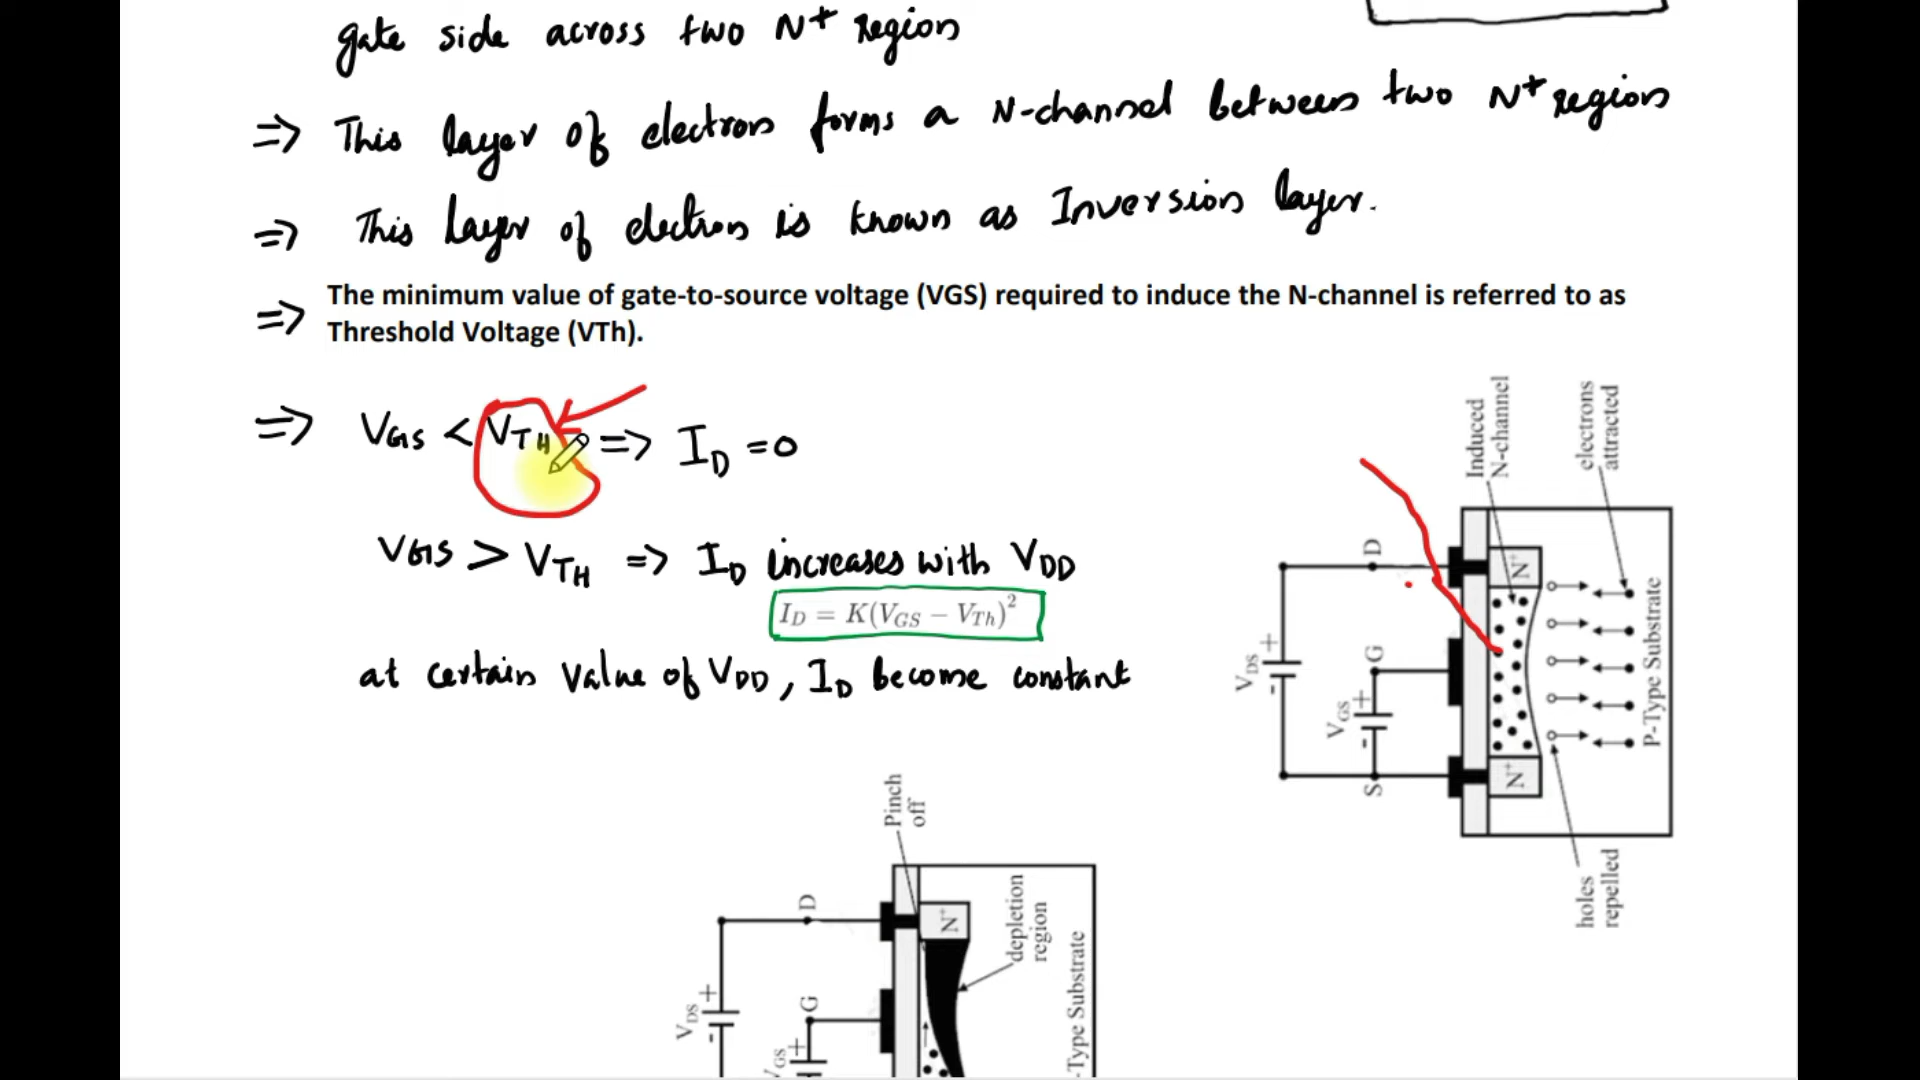 gate side across two N+ Region
=> This layer of electron forms a N-channel between two N+ region
=> This Layer of electron is known as Inversion layer.
=> The minimum value of gate-to-source voltage (VGS) required to induce the N-channel is referred to as
Threshold Voltage (VTh).
=> VGS < VTH => ID = 0
VGS > VTH => ID increases with VDD
ID = K(VGS − VTh)²
at certain value of VDD, ID become constant
Induced
N-channel
electrons
attracted
D
N+
VDS
+
-
G
VGS
+
-
S
N+
P-Type Substrate
holes
repelled
Pinch
off
D
N+
depletion
region
VDS
+
-
G
VGS
+
-Type Substrate